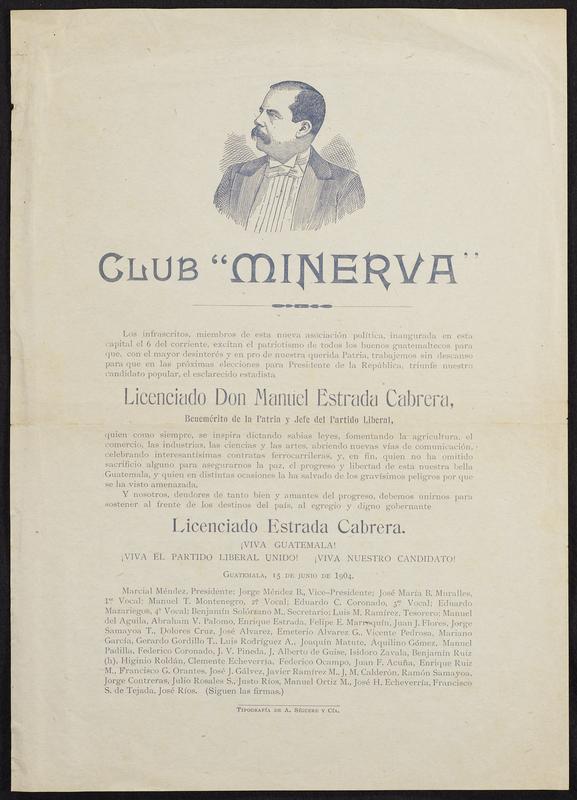 CLUB "MINERVA"
Los infrascritos, miembros de esta nueva asociación política, inaugurada en esta
capital el 6 del corriente, excitan el patriotismo de todos los buenos guatemaltecos para
que, con el mayor desinterés y en pro de nuestra querida Patria, trabajemos sin descanso
para que en las próximas elecciones para Presidente de la República, triunfe nuestro
candidato popular, el esclarecido estadista
Licenciado Don Manuel Estrada Cabrera,
Benemérito de la Patria y Jefe del Partido Liberal,
quien como siempre, se inspira dictando sabias leyes, fomentando la agricultura, el
comercio, las industrias, las ciencias y las artes, abriendo nuevas vías de comunicación,
celebrando interesantísimas contratas ferrocarrileras, y, en fin, quien no ha omitido
sacrificio alguno para asegurarnos la paz, el progreso y libertad de esta nuestra bella
Guatemala, y quien en distintas ocasiones la ha salvado de los gravísimos peligros por que
se ha visto amenazada.
Y nosotros, deudores de tanto bien y amantes del progreso, debemos unirnos para
sostener al frente de los destinos del país, al egregio y digno gobernante
Licenciado Estrada Cabrera.
¡VIVA GUATEMALA!
¡VIVA EL PARTIDO LIBERAL UNIDO! ¡VIVA NUESTRO CANDIDATO!
GUATEMALA, 15 DE JUNIO DE 1904.
Marcial Méndez, Presidente; Jorge Méndez B., Vice-Presidente; José María B. Muralles,
1er Vocal; Manuel T. Montenegro, 2º Vocal; Eduardo C. Coronado, 3er Vocal; Eduardo
Mazariegos, 4º Vocal; Benjamín Solórzano M., Secretario; Luis M. Ramírez, Tesorero; Manuel
del Aguila, Abraham V. Palomo, Enrique Estrada, Felipe E. Marroquín, Juan J. Flores, Jorge
Samayoa T., Dolores Cruz, José Alvarez, Emeterio Alvarez G., Vicente Pedrosa, Mariano
García, Gerardo Gordillo T., Luis Rodríguez A., Joaquín Matute, Aquilino Gómez, Manuel
Padilla, Federico Coronado, J. V. Pineda, J. Alberto de Guise, Isidoro Zavala, Benjamín Ruiz
(h), Higinio Roldán, Clemente Echeverría, Federico Ocampo, Juan F. Acuña, Enrique Ruiz
M., Francisco G. Orantes, José J. Gálvez, Javier Ramírez M., J, M. Calderón, Ramón Samayoa,
Jorge Contreras, Julio Rosales S., Justo Ríos, Manuel Ortiz M., José H. Echeverría, Francisco
S. de Tejada, José Ríos. (Siguen las firmas.)
TIPOGRAFÍA DE A. SÍGUERE Y CÍA.